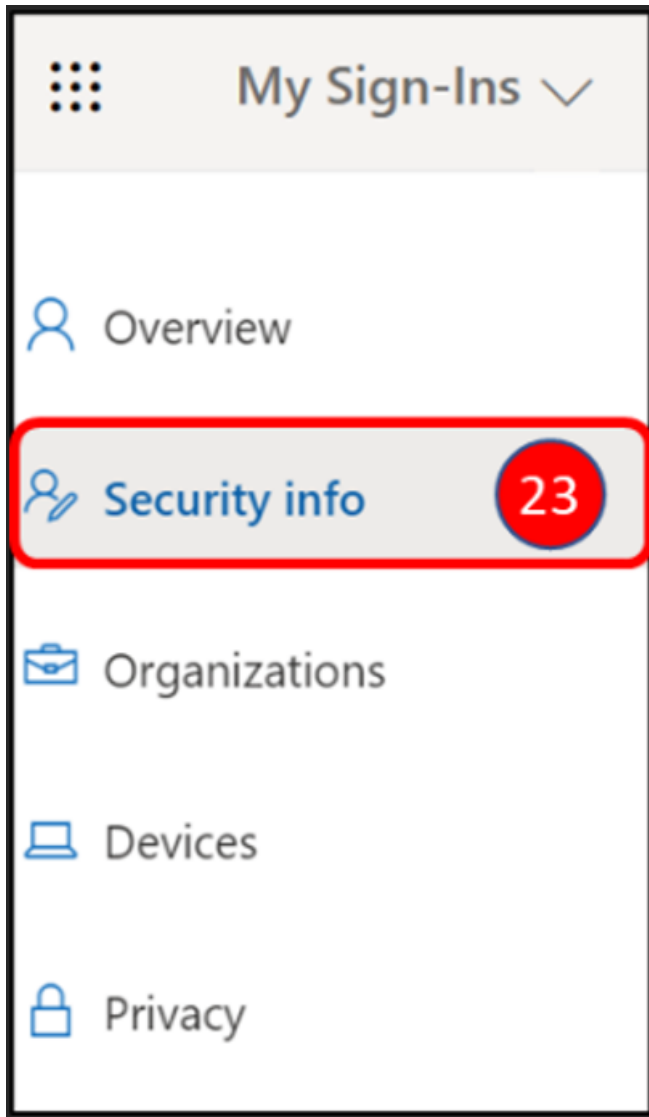 My Sign-Ins
Overview
Security info 23
Organizations
Devices
Privacy